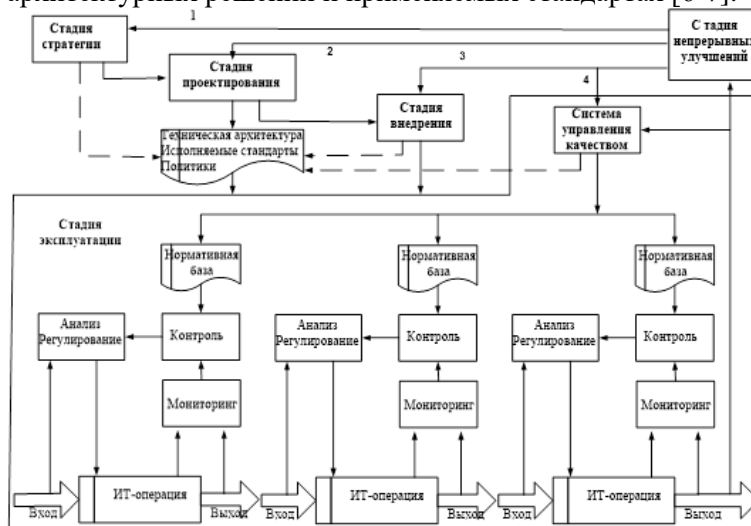 архитектурных решений и применяемых стандартах [6-7].
1
Стадия
стратегии
С тадия
непрерывных
улучшений
2
Стадия
проектирования
3
4
Стадия
внедрения
Система
управления
качеством
Техническая архитектура
Исполняемые стандарты
Политики
Стадия
эксплуатации
Нормативная
база
Нормативная
база
Нормативная
база
Анализ
Регулирование
Контроль
Анализ
Регулирование
Контроль
Анализ
Регулирование
Контроль
Мониторинг
Мониторинг
Мониторинг
ИТ-операция
ИТ-операция
ИТ-операция
Вход
Выход
Вход
Выход
Вход
Выход